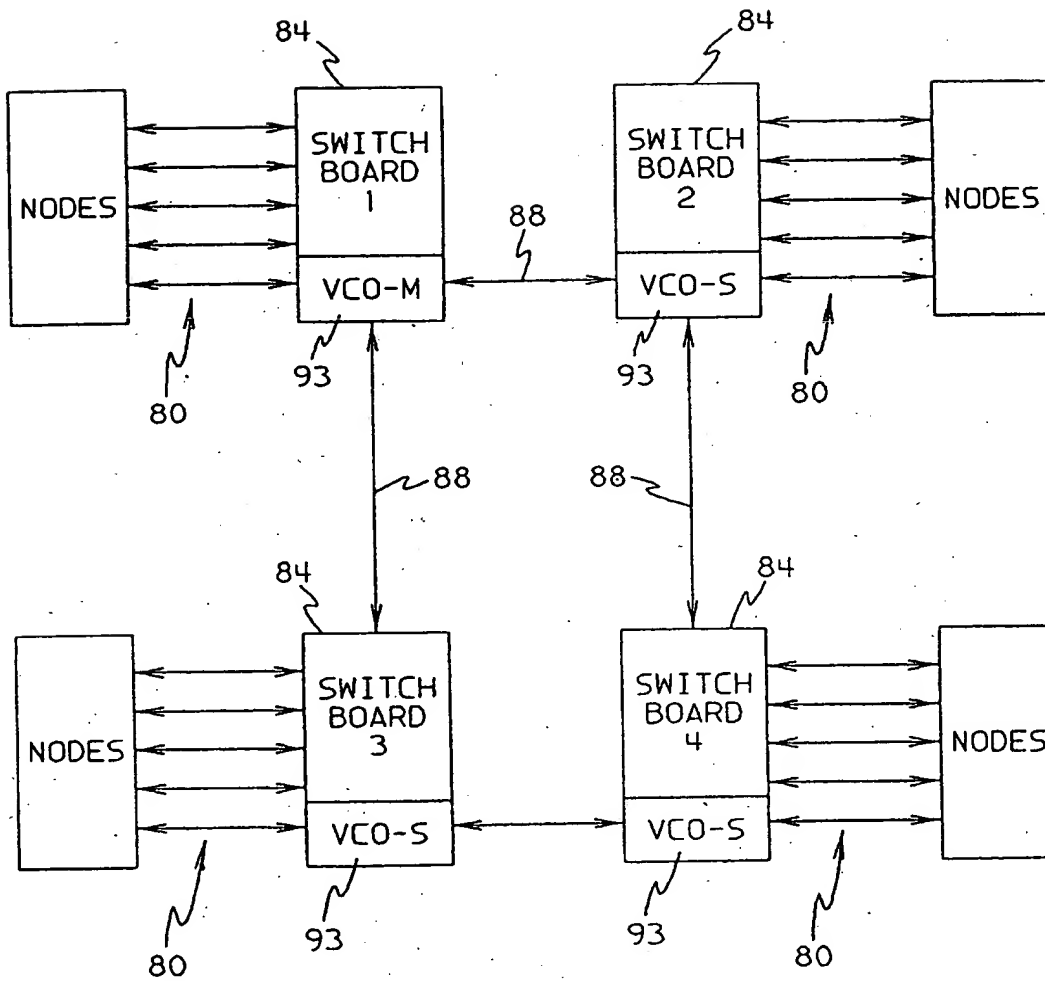 84
84
NODES
SWITCH
BOARD
1
VCO-M
93
80
88
SWITCH
BOARD
2
VCO-S
93
NODES
80
88
88
84
84
NODES
SWITCH
BOARD
3
VCO-S
93
80
SWITCH
BOARD
4
VCO-S
93
NODES
80